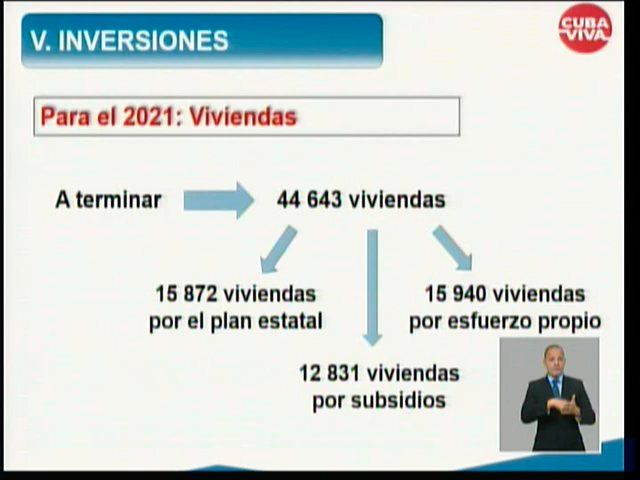 V. INVERSIONES
CUBA
VIVA
Para el 2021: Viviendas
A terminar
44 643 viviendas
15 872 viviendas
por el plan estatal
15 940 viviendas
por esfuerzo propio
12 831 viviendas
por subsidios